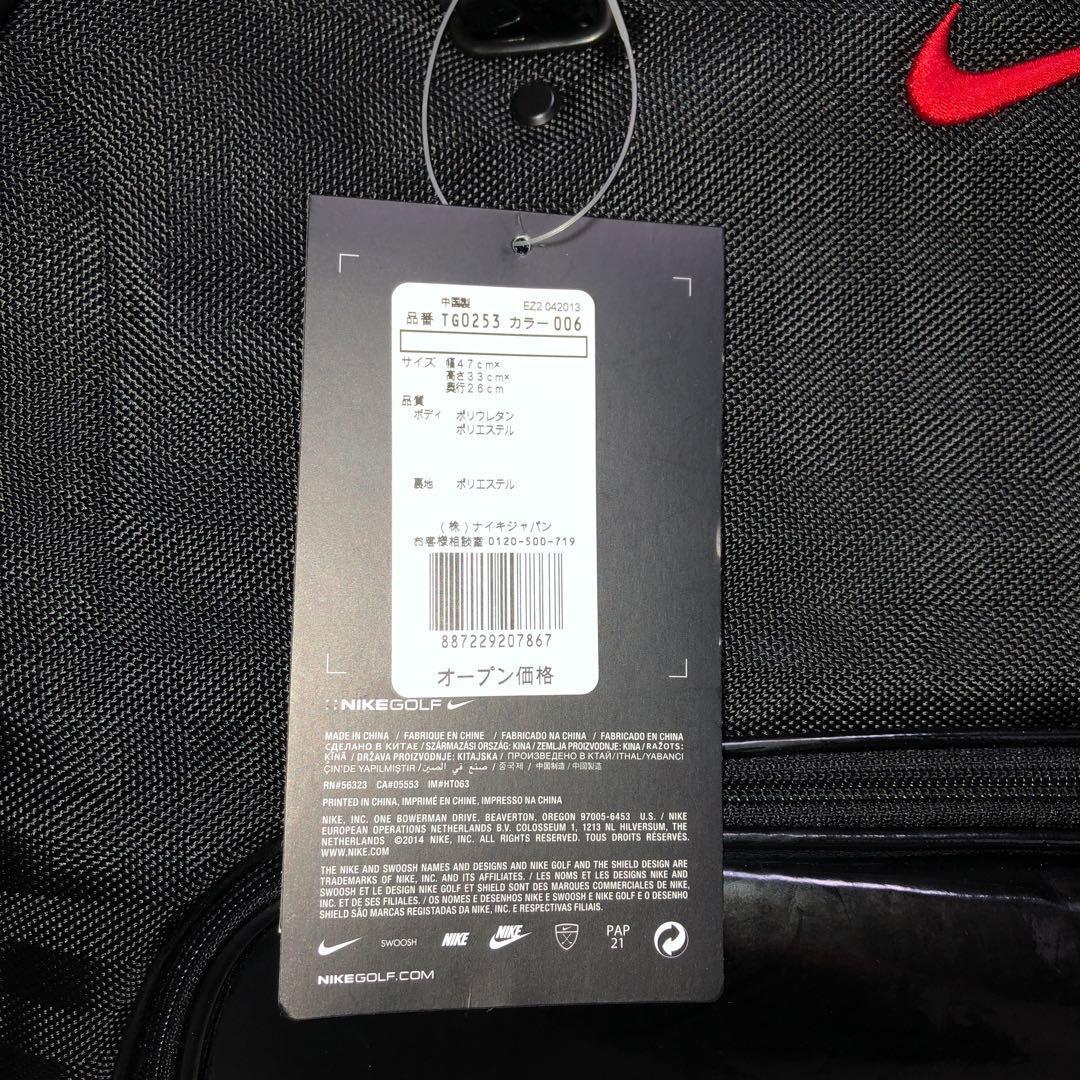 中国製 EZ2 042013
品番 TG0253 カラー 006
サイズ 幅47cm×
高さ33cm×
奥行26cm
品質
ボディ ポリウレタン
ポリエステル
裏地 ポリエステル
(株)ナイキジャパン
お客様相談室 0120-500-719
887229207867
オープン価格
NIKEGOLF
MADE IN CHINA / FABRIQUE EN CHINE / FABRICADO NA CHINA / FABRICADO EN CHINA
СДЕЛАНО В КИТАЕ / SZÁRMAZÁSI ORSZÁG: KINA / ZEMLJA PROIZVODNJE: KINA / RAŽOTS:
KĪNĀ / DRŽAVA PROIZVODNJE: KITAJSKA / ПРОИЗВЕДЕНО В КТАЙ / ITHAL/YABANCI
ÇIN'DE YAPILMIŞTIR / صنع في الصين / 중국제 / 中国制造 / 中國製造
RN#56323 CA#05553 IM#HT063
PRINTED IN CHINA, IMPRIMÉ EN CHINE, IMPRESSO NA CHINA
NIKE, INC. ONE BOWERMAN DRIVE. BEAVERTON, OREGON 97005-6453 U.S. / NIKE
EUROPEAN OPERATIONS NETHERLANDS B.V. COLOSSEUM 1, 1213 NL HILVERSUM, THE
NETHERLANDS ©2014 NIKE, INC. ALL RIGHTS RESERVED. TOUS DROITS RÉSERVÉS.
WWW.NIKE.COM
THE NIKE AND SWOOSH NAMES AND DESIGNS AND NIKE GOLF AND THE SHIELD DESIGN ARE
TRADEMARKS OF NIKE, INC. AND ITS AFFILIATES. / LES NOMS ET LES DESIGNS NIKE AND
SWOOSH ET LE DESIGN NIKE GOLF ET SHIELD SONT DES MARQUES COMMERCIALES DE NIKE,
INC. ET DE SES FILIALES. / OS NOMES E DESENHOS NIKE E SWOOSH E NIKE GOLF E O DESENHO
SHIELD SÃO MARCAS REGISTADAS DA NIKE, INC. E RESPECTIVAS FILIAIS.
SWOOSH NIKE NIKE PAP
21
NIKEGOLF.COM